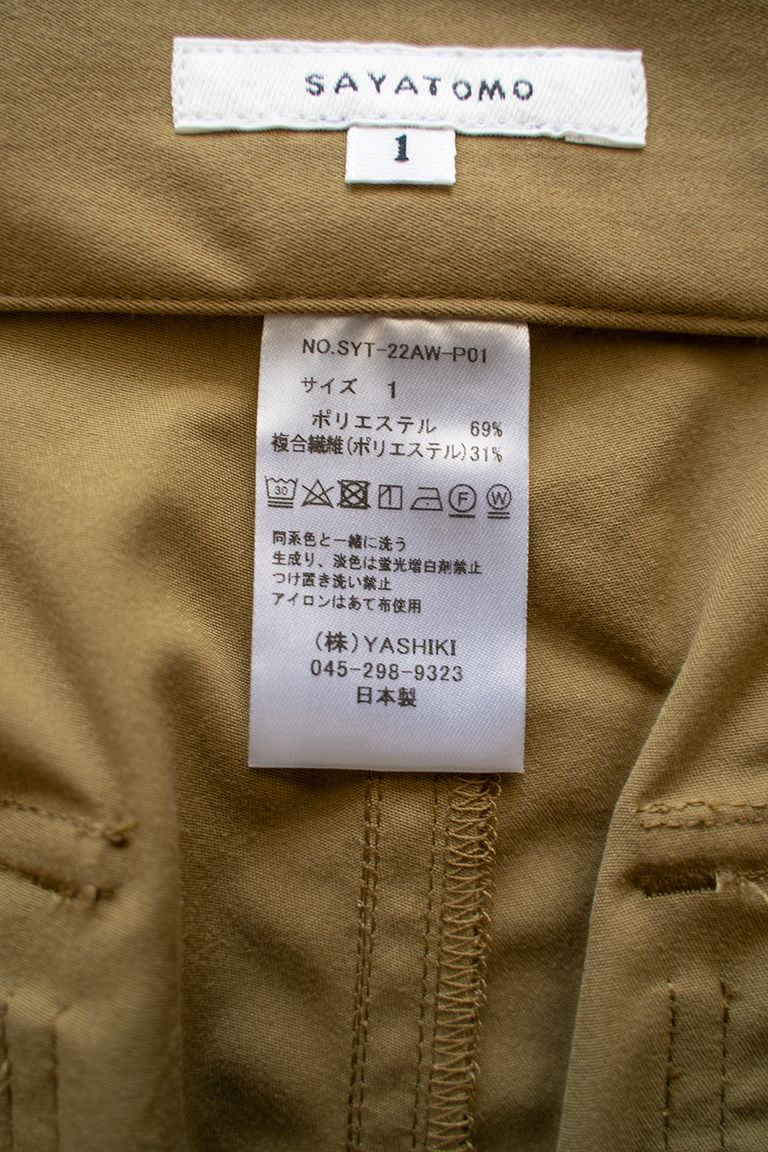 SAYATOMO
1
NO.SYT-22AW-P01
サイズ 1
ポリエステル 69%
複合繊維(ポリエステル)31%
30 F W
同系色と一緒に洗う
生成り、淡色は蛍光増白剤禁止
つけ置き洗い禁止
アイロンはあて布使用
(株)YASHIKI
045-298-9323
日本製